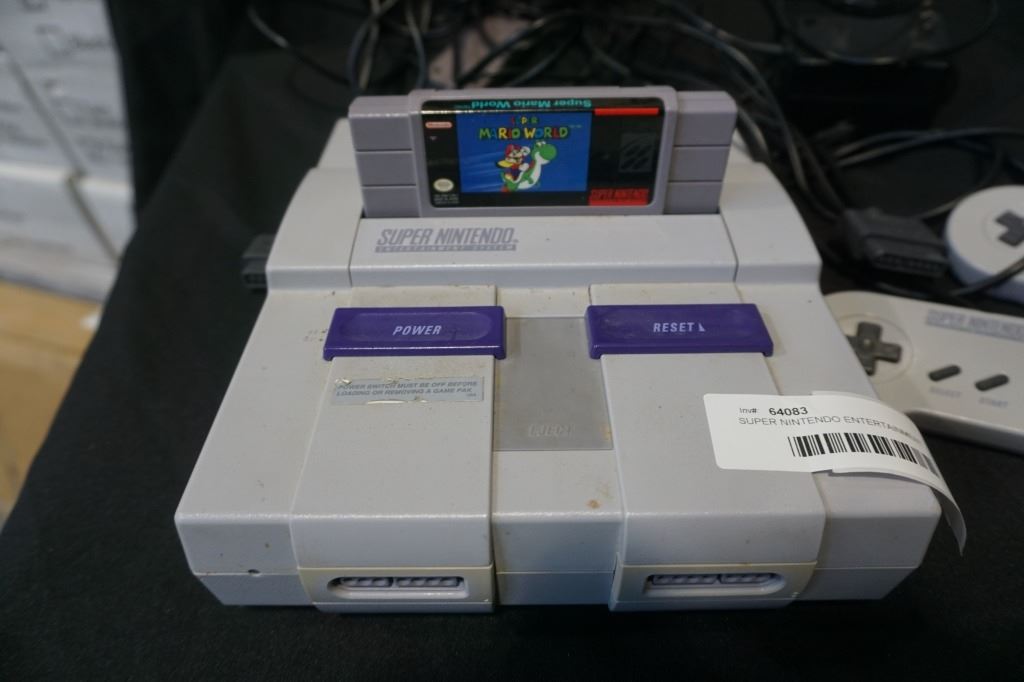 Super Mario World
Nintendo
SUPER
MARIO WORLD
SUPER NINTENDO
SUPER NINTENDO
ENTERTAINMENT SYSTEM
POWER
RESET
POWER SWITCH MUST BE OFF BEFORE
LOADING OR REMOVING A GAME PAK
EJECT
Inv# 64083
SUPER NINTENDO ENTERTAINM
SUPER NINTENDO
SELECT
START